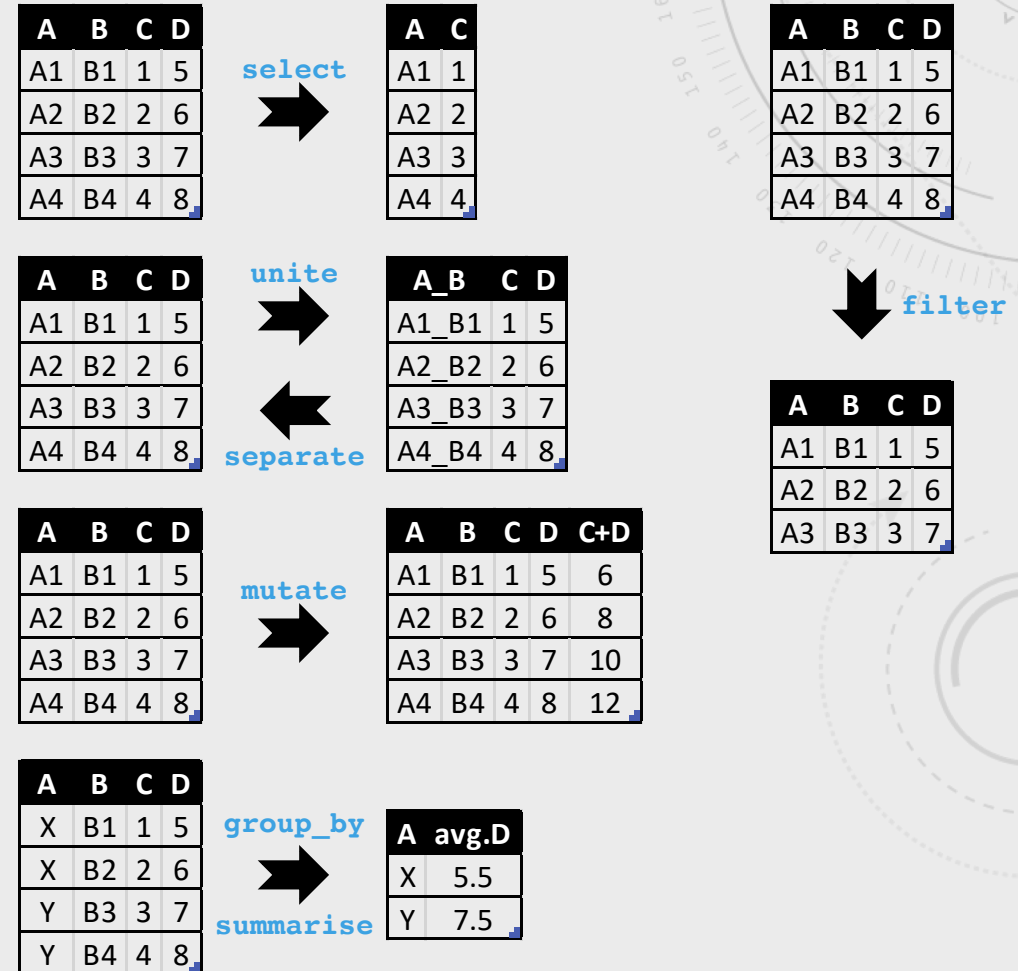 A B C D
A1 B1 1 5
A2 B2 2 6
A3 B3 3 7
A4 B4 4 8
select
A C
A1 1
A2 2
A3 3
A4 4
A B C D
A1 B1 1 5
A2 B2 2 6
A3 B3 3 7
A4 B4 4 8
unite
separate
A_B C D
A1_B1 1 5
A2_B2 2 6
A3_B3 3 7
A4_B4 4 8
A B C D
A1 B1 1 5
A2 B2 2 6
A3 B3 3 7
A4 B4 4 8
mutate
A B C D C+D
A1 B1 1 5 6
A2 B2 2 6 8
A3 B3 3 7 10
A4 B4 4 8 12
A B C D
X B1 1 5
X B2 2 6
Y B3 3 7
Y B4 4 8
group_by
summarise
A avg.D
X 5.5
Y 7.5
A B C D
A1 B1 1 5
A2 B2 2 6
A3 B3 3 7
A4 B4 4 8
filter
A B C D
A1 B1 1 5
A2 B2 2 6
A3 B3 3 7
150
140
120